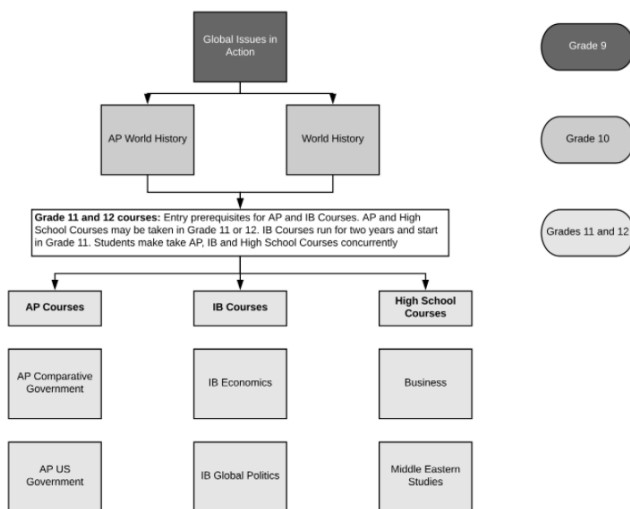 Global Issues in
Action
Grade 9
AP World History
World History
Grade 10
Grade 11 and 12 courses: Entry prerequisites for AP and IB Courses. AP and High
School Courses may be taken in Grade 11 or 12. IB Courses run for two years and start
in Grade 11. Students make take AP, IB and High School Courses concurrently
Grades 11 and 12
AP Courses
IB Courses
High School
Courses
AP Comparative
Government
IB Economics
Business
AP US
Government
IB Global Politics
Middle Eastern
Studies